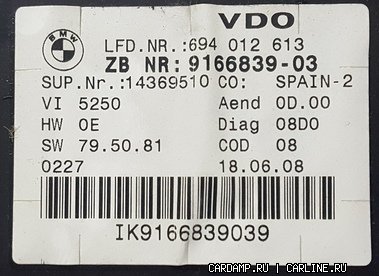 VDO
BMW
LFD.NR.:694 012 613
ZB NR: 9166839-03
SUP.Nr.:14369510 CO: SPAIN-2
VI 5250 Aend 0D.00
HW 0E Diag 08D0
SW 79.50.81 COD 08
0227 18.06.08
IK9166839039
CARDAMP.RU | CARLINE.RU